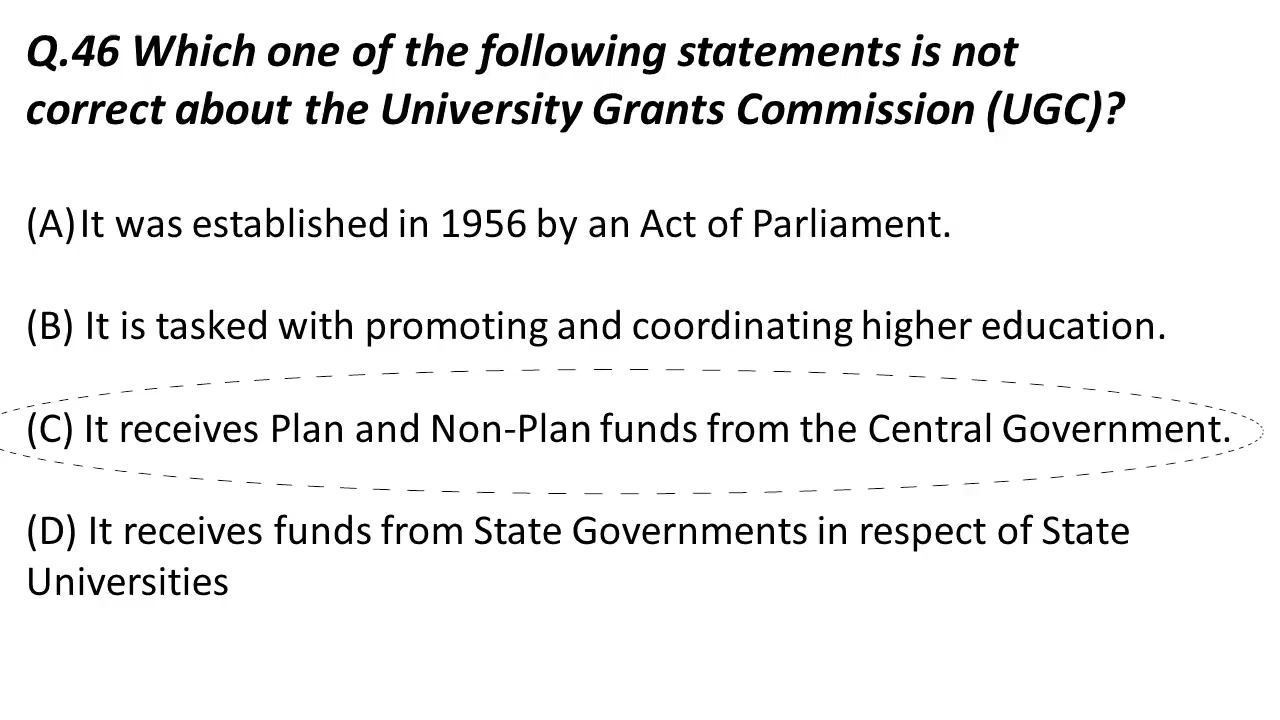 Q.46 Which one of the following statements is not
correct about the University Grants Commission (UGC)?
(A) It was established in 1956 by an Act of Parliament.
(B) It is tasked with promoting and coordinating higher education.
(C) It receives Plan and Non-Plan funds from the Central Government.
(D) It receives funds from State Governments in respect of State
Universities